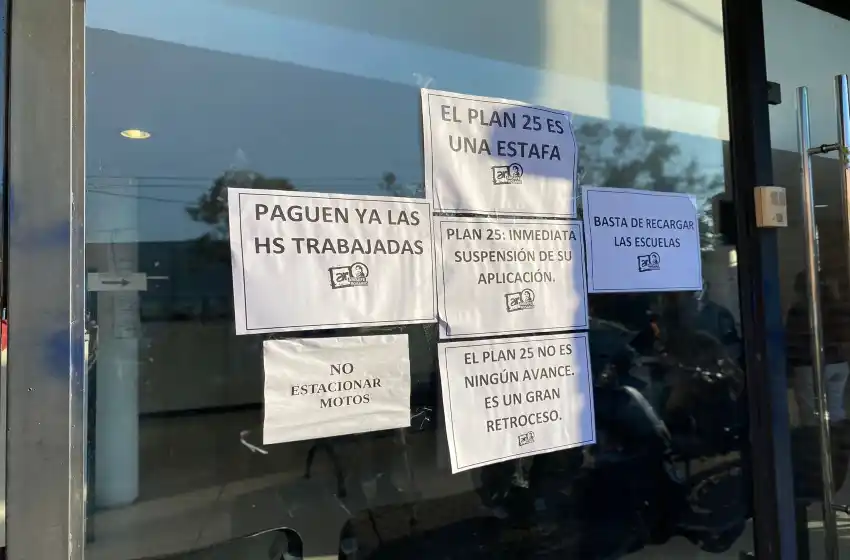 EL PLAN 25 ES
UNA ESTAFA
PAGUEN YA LAS
HS TRABAJADAS
PLAN 25: INMEDIATA
SUSPENSIÓN DE SU
APLICACIÓN.
BASTA DE RECARGAR
LAS ESCUELAS
NO
ESTACIONAR
MOTOS
EL PLAN 25 NO ES
NINGÚN AVANCE.
ES UN GRAN
RETROCESO.